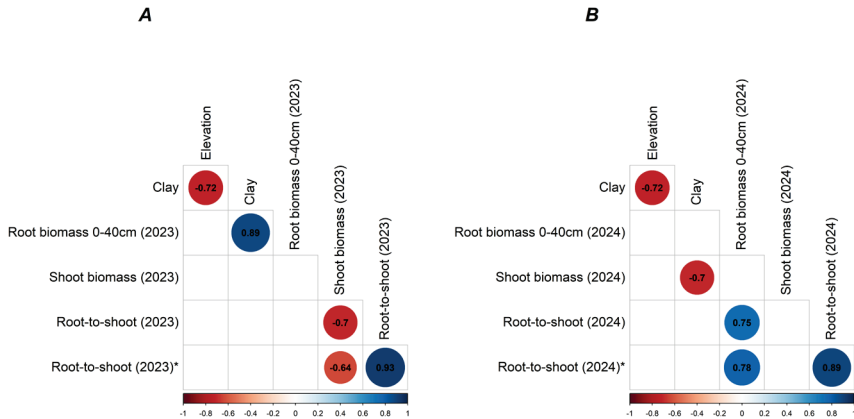 A
Elevation
Clay
Root biomass 0-40cm (2023)
Shoot biomass (2023)
Root-to-shoot (2023)
Clay
-0.72
Root biomass 0-40cm (2023)
0.89
Shoot biomass (2023)
Root-to-shoot (2023)
-0.7
Root-to-shoot (2023)*
-0.64
0.93
-1 -0.8 -0.6 -0.4 -0.2 0 0.2 0.4 0.6 0.8 1
B
Elevation
Clay
Root biomass 0-40cm (2024)
Shoot biomass (2024)
Root-to-shoot (2024)
Clay
-0.72
Root biomass 0-40cm (2024)
Shoot biomass (2024)
-0.7
Root-to-shoot (2024)
0.75
Root-to-shoot (2024)*
0.78
0.89
-1 -0.8 -0.6 -0.4 -0.2 0 0.2 0.4 0.6 0.8 1